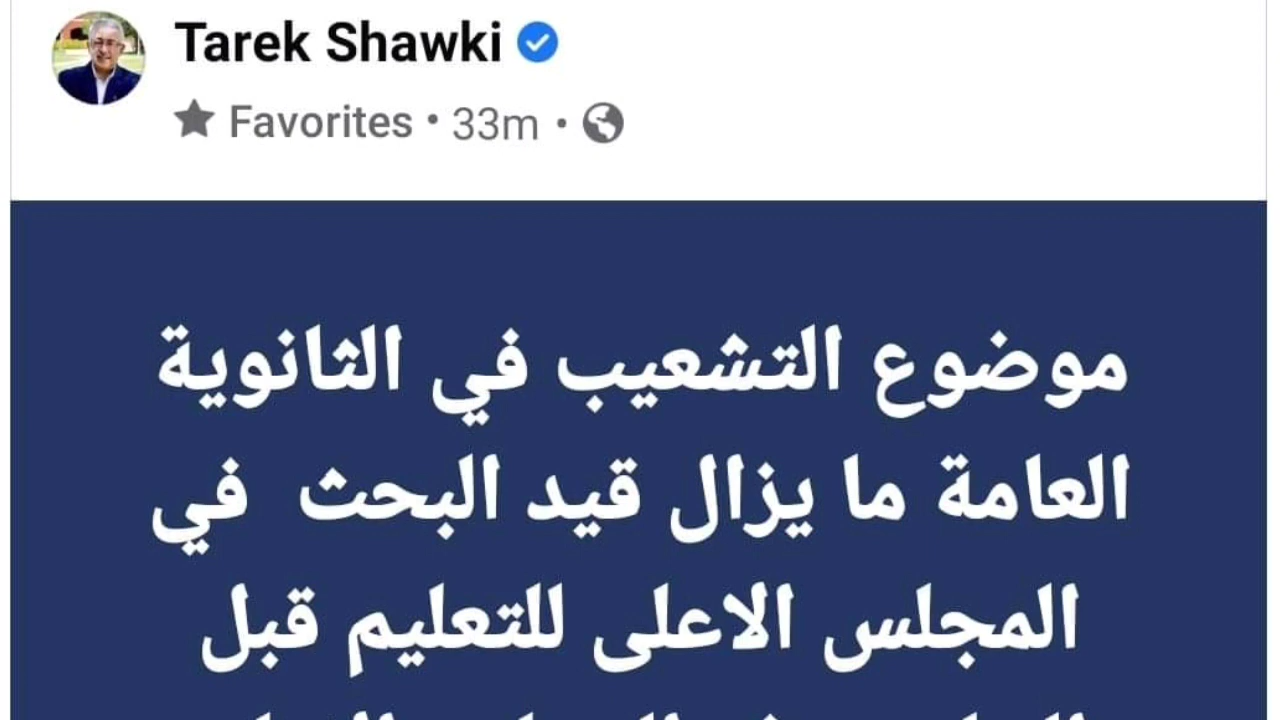 Tarek Shawki
Favorites • 33m •
موضوع التشعيب في الثانوية
العامة ما يزال قيد البحث في
المجلس الاعلى للتعليم قبل